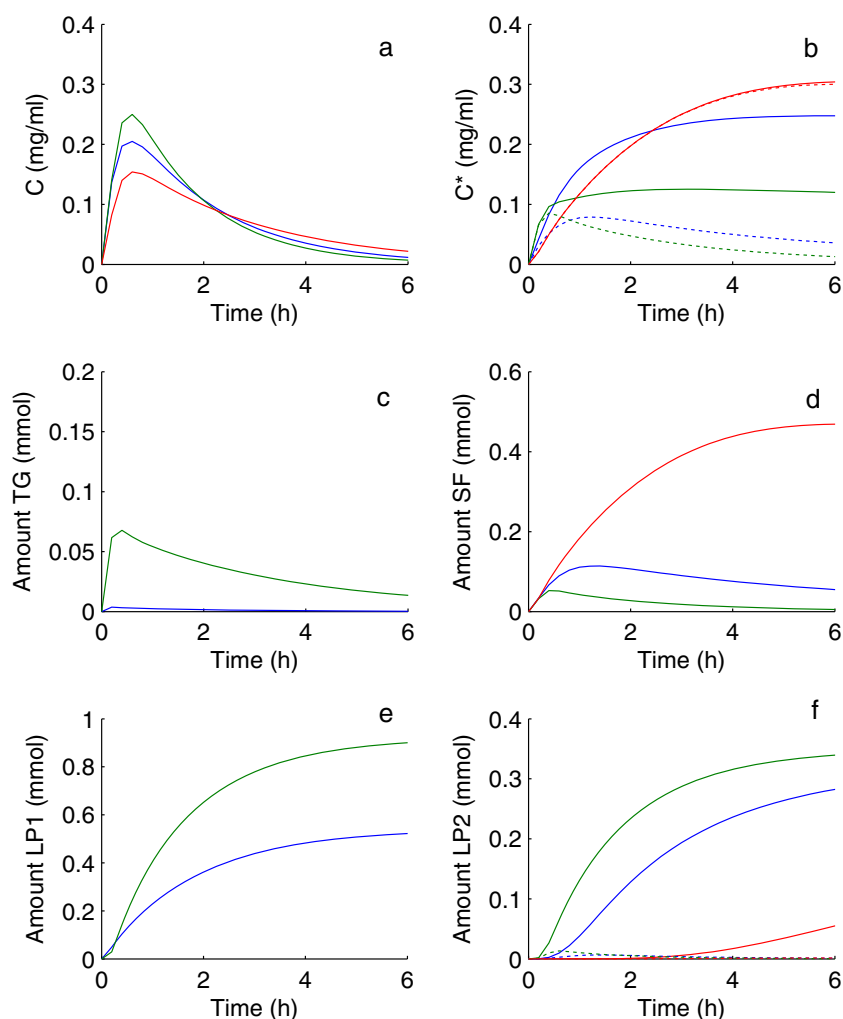 a
C (mg/ml)
0.4
0.3
0.2
0.1
0
0 2 4 6
Time (h)
b
C* (mg/ml)
0.4
0.3
0.2
0.1
0
0 2 4 6
Time (h)
c
Amount TG (mmol)
0.2
0.15
0.1
0.05
0
0 2 4 6
Time (h)
d
Amount SF (mmol)
0.6
0.4
0.2
0
0 2 4 6
Time (h)
e
Amount LP1 (mmol)
1
0.8
0.6
0.4
0.2
0
0 2 4 6
Time (h)
f
Amount LP2 (mmol)
0.4
0.3
0.2
0.1
0
0 2 4 6
Time (h)